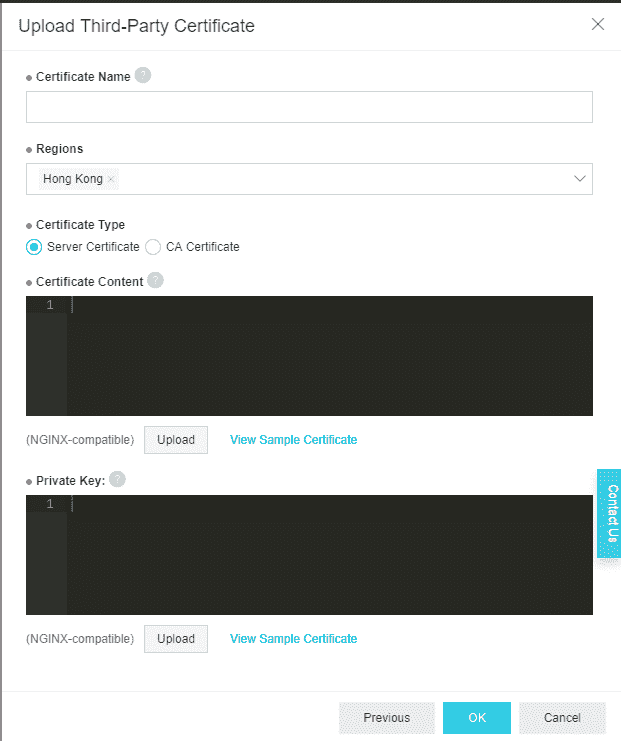 Upload Third-Party Certificate
Certificate Name ?
Regions
Hong Kong ×
Certificate Type
Server Certificate CA Certificate
Certificate Content ?
1
(NGINX-compatible) Upload View Sample Certificate
Private Key: ?
1
Contact Us
(NGINX-compatible) Upload View Sample Certificate
Previous OK Cancel